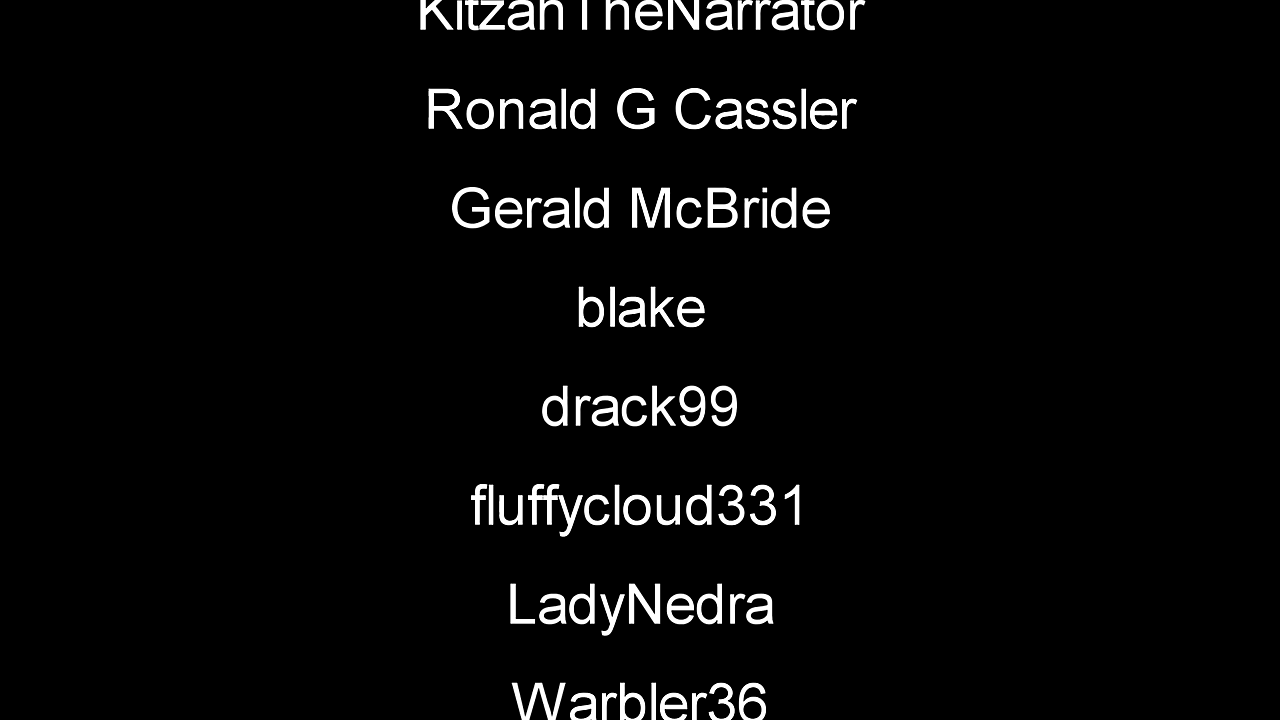 KitzahTheNarrator
Ronald G Cassler
Gerald McBride
blake
drack99
fluffycloud331
LadyNedra
Warbler36